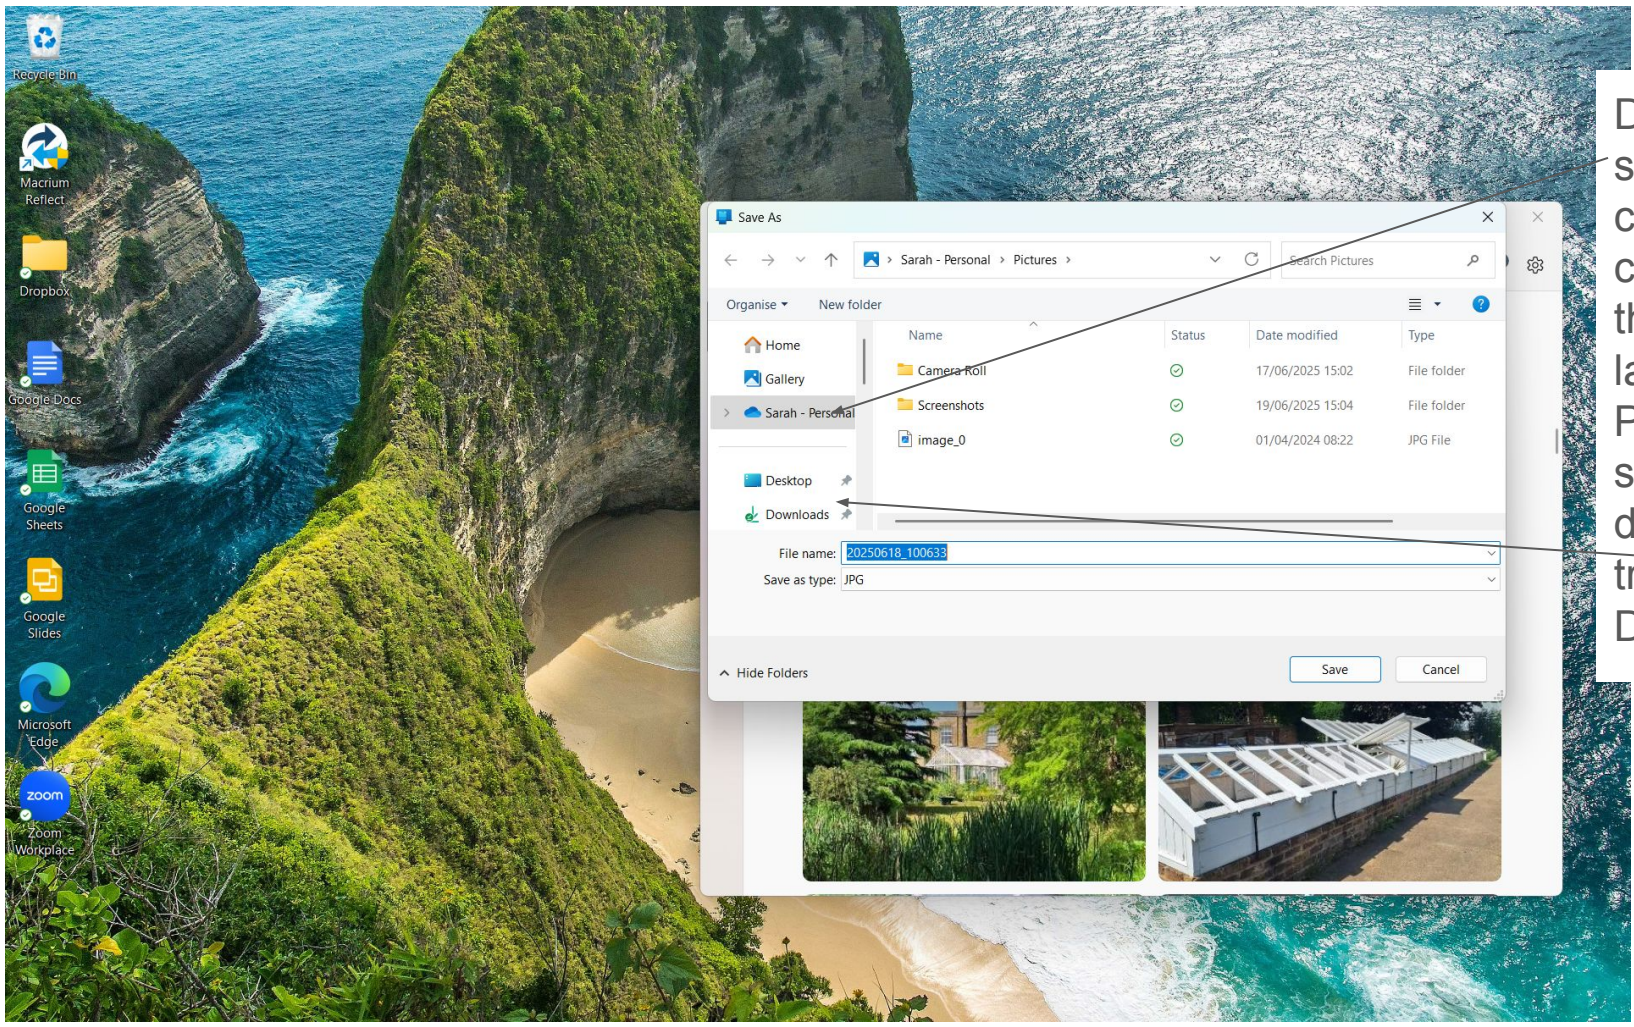 Recycle Bin
Macrium
Reflect
Dropbox
Google Docs
Google
Sheets
Google
Slides
Microsoft
Edge
zoom
Zoom
Workplace
Save As
Sarah - Personal > Pictures >
Search Pictures
Organise
New folder
Home
Gallery
Sarah - Personal
Desktop
Downloads
Name Status Date modified Type
Camera Roll 17/06/2025 15:02 File folder
Screenshots 19/06/2025 15:04 File folder
image_0 01/04/2024 08:22 JPG File
File name: 20250618_100633
Save as type: JPG
Hide Folders
Save
Cancel